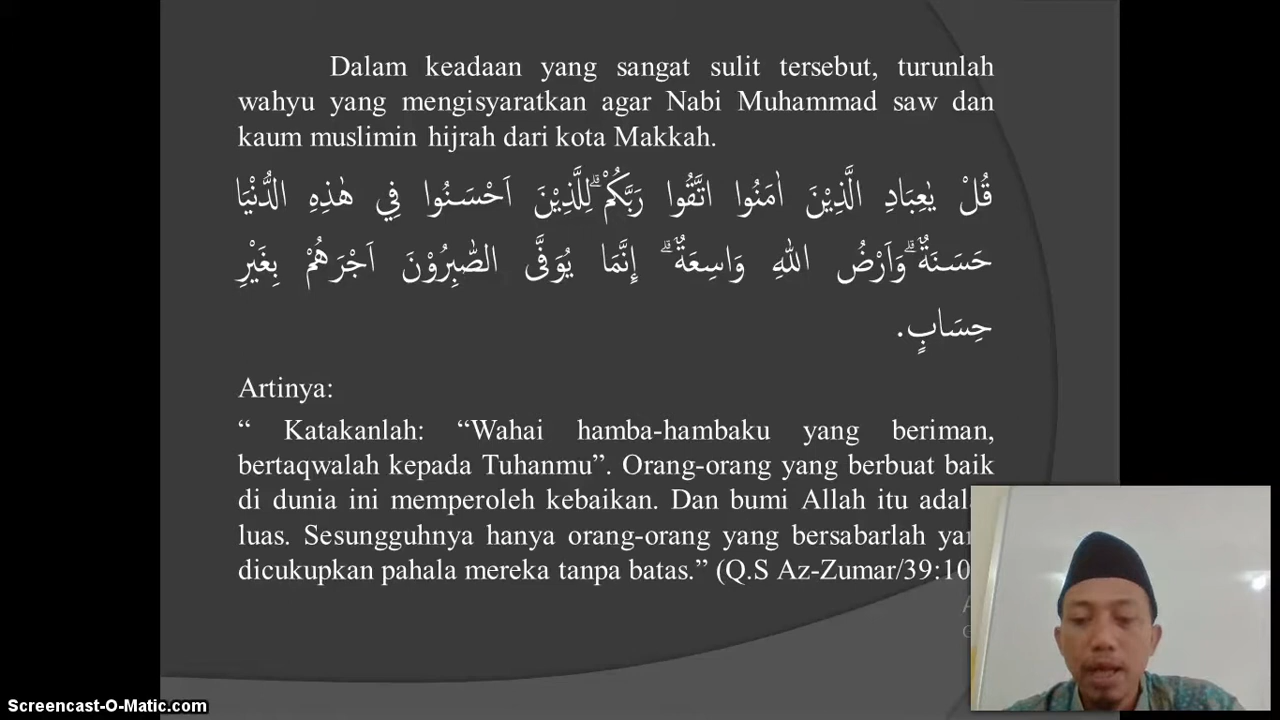 Dalam keadaan yang sangat sulit tersebut, turunlah
wahyu yang mengisyaratkan agar Nabi Muhammad saw dan
kaum muslimin hijrah dari kota Makkah.
قُلْ يٰعِبَادِ الَّذِيْنَ اٰمَنُوا اتَّقُوا رَبَّكُمْ ۗلِلَّذِيْنَ اَحْسَنُوا فِي هٰذِهِ الدُّنْيَا
حَسَنَةٌ ۗوَاَرْضُ اللهِ وَاسِعَةٌ ۗ إِنَّمَا يُوَفَّى الصّٰبِرُوْنَ اَجْرَهُمْ بِغَيْرِ
حِسَابٍ.
Artinya:
“ Katakanlah: “Wahai hamba-hambaku yang beriman,
bertaqwalah kepada Tuhanmu”. Orang-orang yang berbuat baik
di dunia ini memperoleh kebaikan. Dan bumi Allah itu adal
luas. Sesungguhnya hanya orang-orang yang bersabarlah yan
dicukupkan pahala mereka tanpa batas.” (Q.S Az-Zumar/39:10
Screencast-O-Matic.com